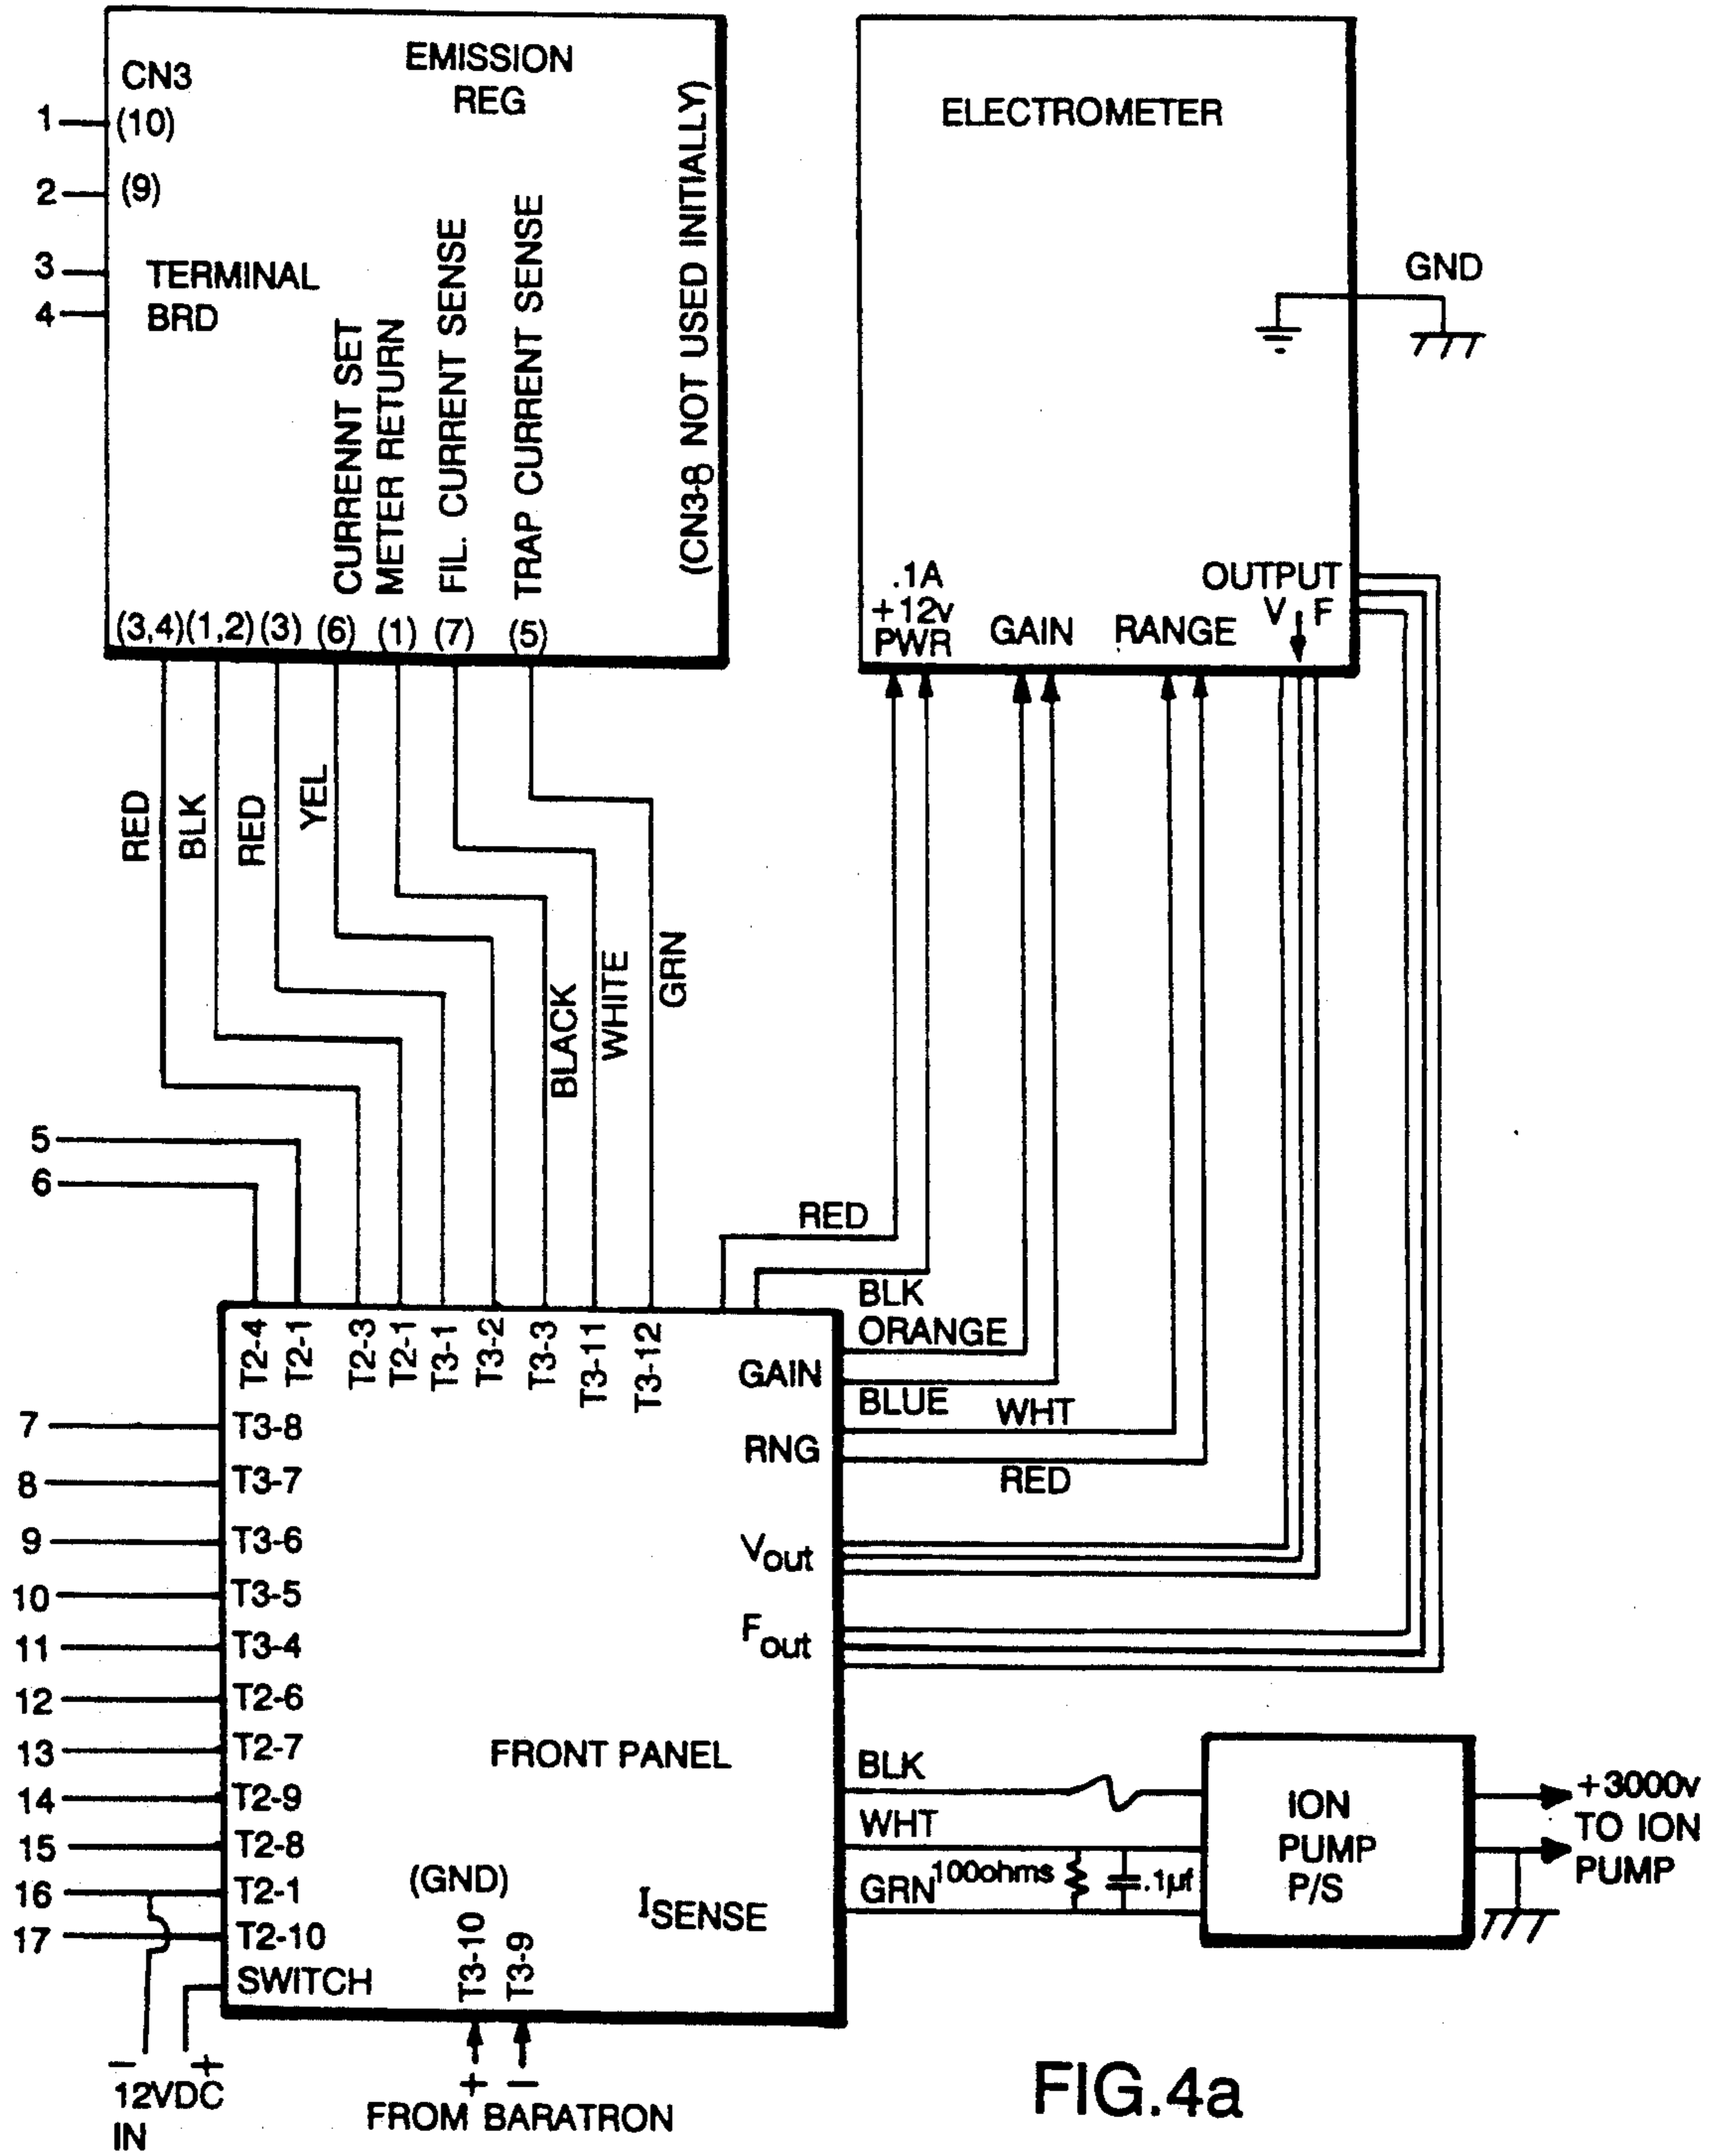 CN3
EMISSION
REG
1
(10)
2
(9)
3
TERMINAL
4
BRD
CURRENNT SET
METER RETURN
FIL. CURRENT SENSE
TRAP CURRENT SENSE
(CN3-8 NOT USED INITIALLY)
(3,4)
(1,2)
(3)
(6)
(1)
(7)
(5)
ELECTROMETER
GND
.1A
+12v
PWR
GAIN
RANGE
OUTPUT
V
F
RED
BLK
RED
YEL
BLACK
WHITE
GRN
5
6
RED
BLK
ORANGE
BLUE
WHT
RED
T2-4
T2-1
T2-3
T2-1
T3-1
T3-2
T3-3
T3-11
T3-12
GAIN
RNG
Vout
Fout
7
T3-8
8
T3-7
9
T3-6
10
T3-5
11
T3-4
12
T2-6
13
T2-7
14
T2-9
15
T2-8
16
T2-1
17
T2-10
SWITCH
FRONT PANEL
(GND)
T3-10
T3-9
ISENSE
BLK
WHT
GRN
100ohms
.1µf
ION
PUMP
P/S
+3000v
TO ION
PUMP
− +
12VDC
IN
+ −
FROM BARATRON
FIG.4a